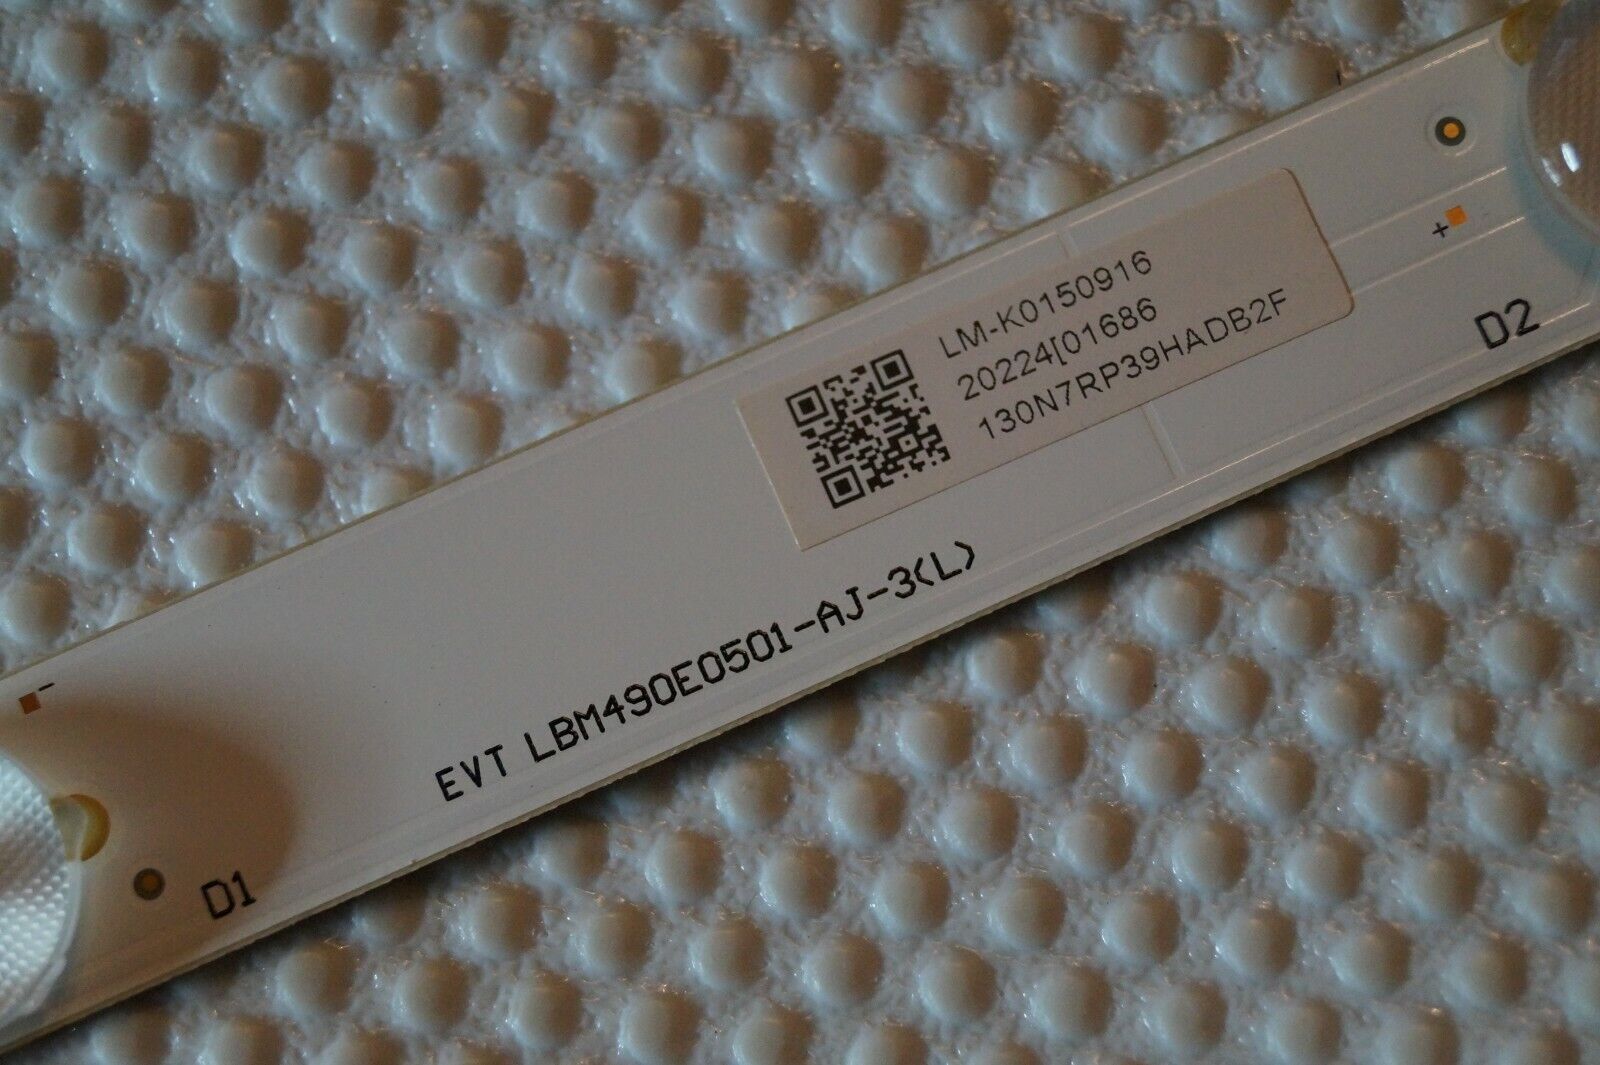 LM-K0150916
20224[01686
130N7RP39HADB2F
+
D2
EVT LBM490E0501-AJ-3(L)
-
D1